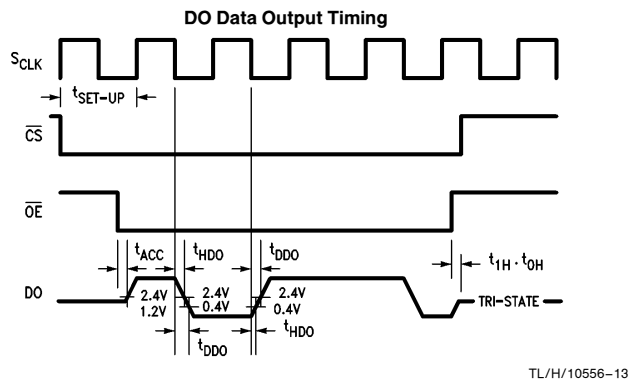 DO Data Output Timing
SCLK
tSET-UP
CS
OE
tACC
tHDO
tDDO
t1H · t0H
DO
2.4V
1.2V
2.4V
0.4V
2.4V
0.4V
TRI-STATE
tHDO
tDDO
TL/H/10556-13